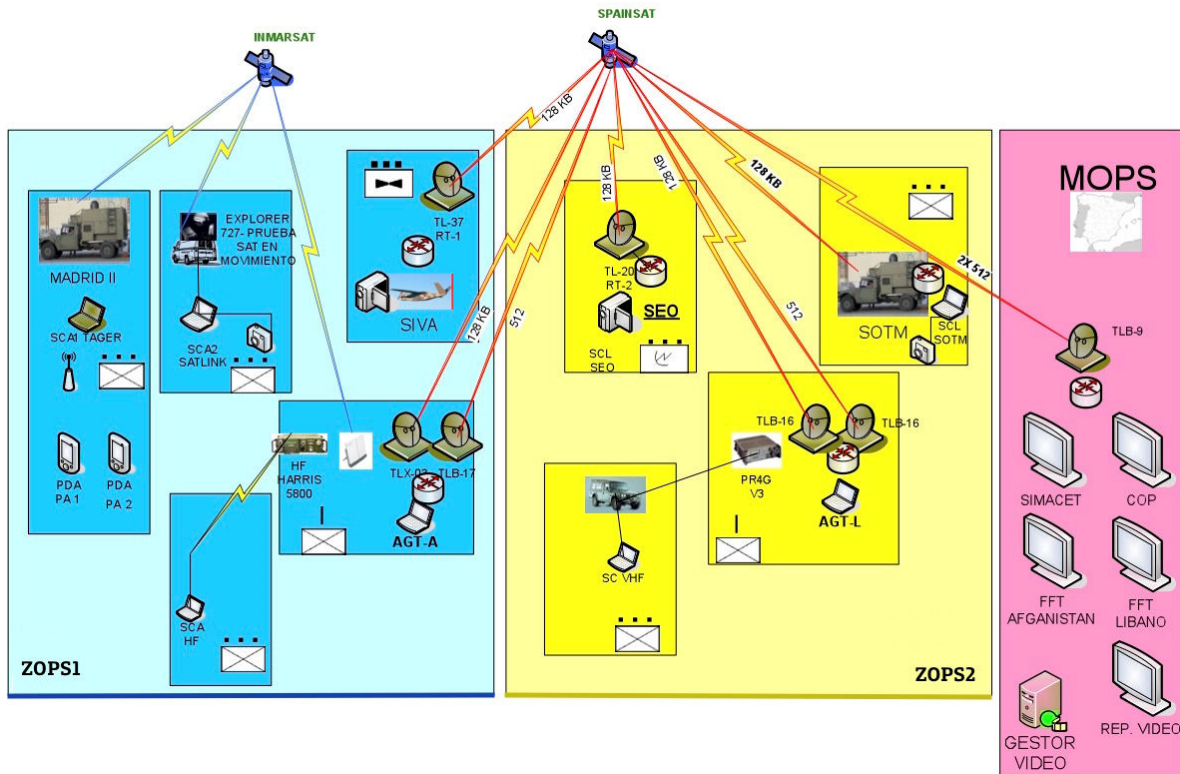 SPAINSAT
INMARSAT
128 KB
MADRID II
SCA1 TAGER
PDA
PA 1
PDA
PA 2
EXPLORER
727- PRUEBA
SAT EN
MOVIMIENTO
SCA2
SATLINK
TL-37
RT-1
SIVA
128 KB
512
HF
HARRIS
5800
TLX-03
TLB-17
AGT-A
SCA
HF
ZOPS1
128 KB
TL-20
RT-2
SEO
SCL
SEO
128 KB
512
128 KB
SOTM
SCL
SOTM
TLB-16
TLB-16
PR4G
V3
AGT-L
SC VHF
ZOPS2
2X 512
MOPS
TLB-9
SIMACET
COP
FFT
AFGANISTAN
FFT
LIBANO
GESTOR
VIDEO
REP. VIDEO